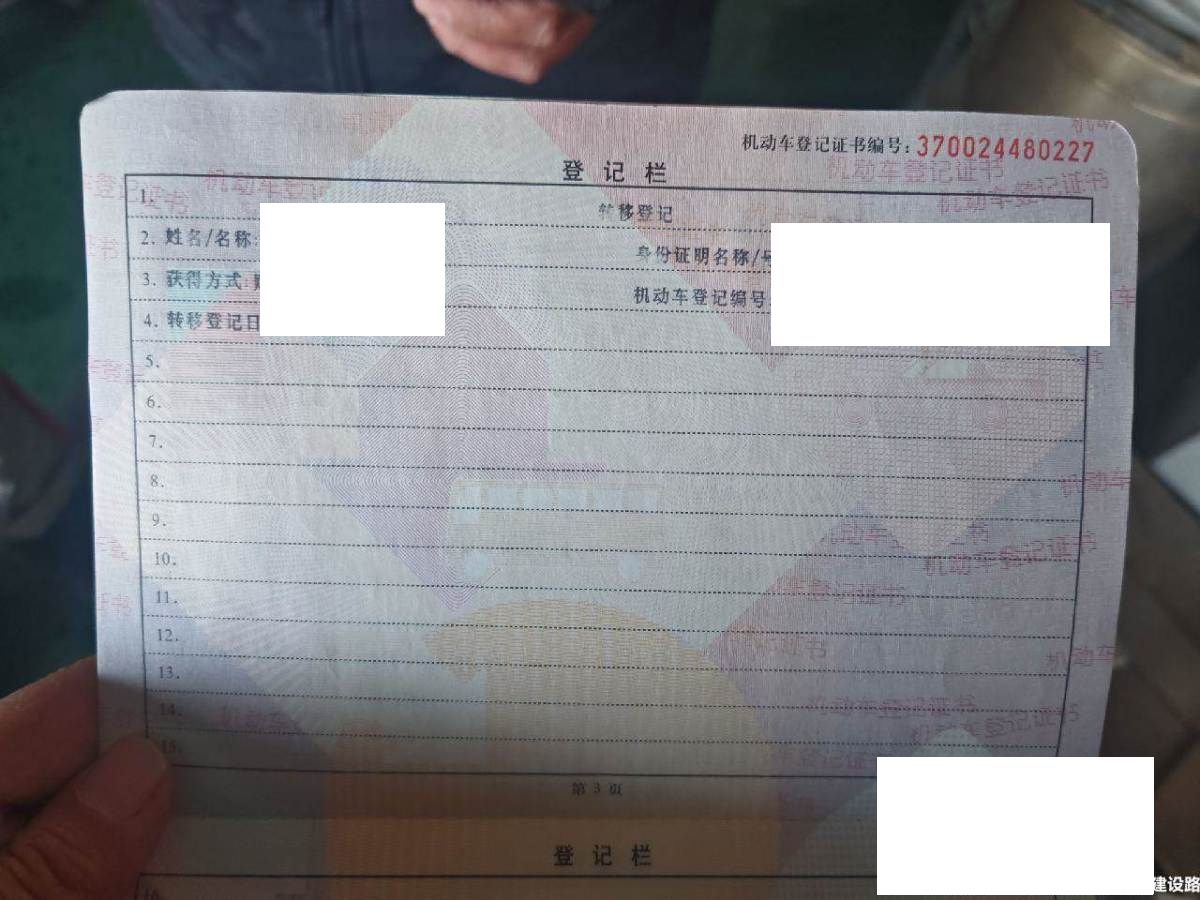 机动车登记证书编号：370024480227
登 记 栏
1. 转移登记
2. 姓名/名称： 身份证明名称/号
3. 获得方式 机动车登记编号
4. 转移登记日
5.
6.
7.
8.
9.
10.
11.
12.
13.
14.
15.
第 3 页
登 记 栏
建设路